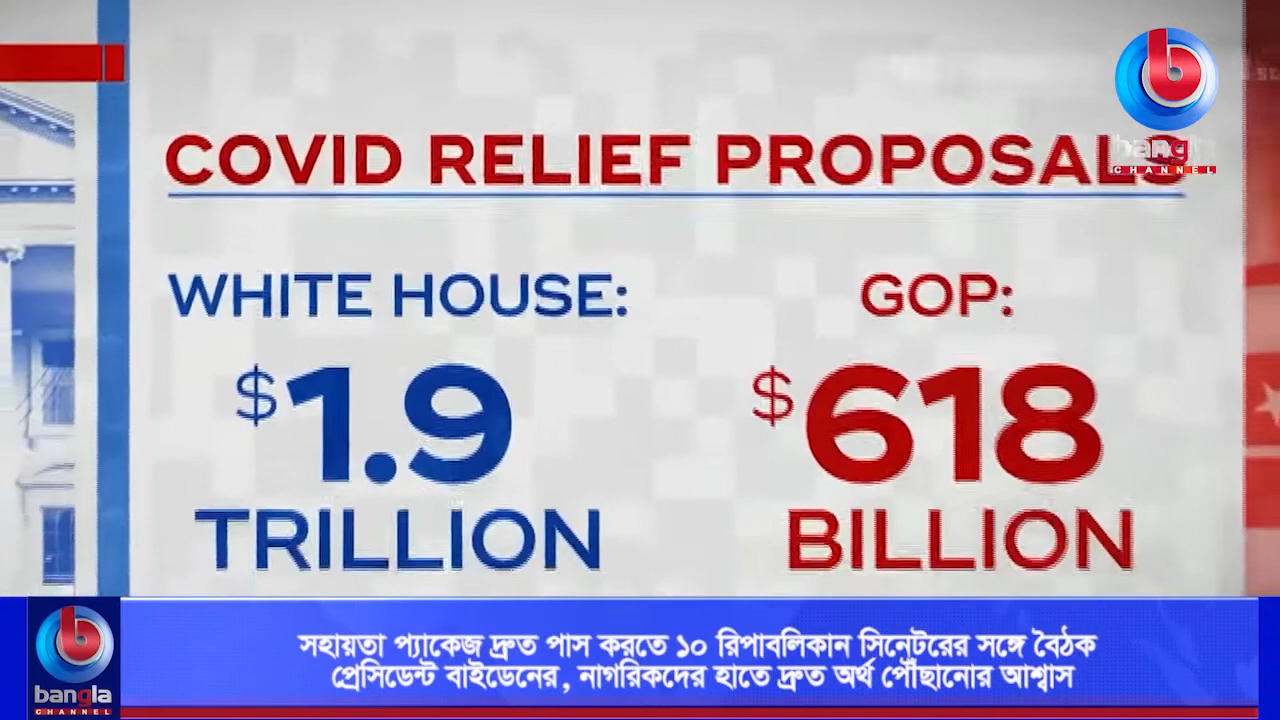 COVID RELIEF PROPOSALS
WHITE HOUSE:
GOP:
$1.9
$618
TRILLION
BILLION
bangla
CHANNEL
সহায়তা প্যাকেজ দ্রুত পাস করতে ১০ রিপাবলিকান সিনেটরের সঙ্গে বৈঠক
প্রেসিডেন্ট বাইডেনের, নাগরিকদের হাতে দ্রুত অর্থ পৌঁছানোর আশ্বাস
bangla
CHANNEL